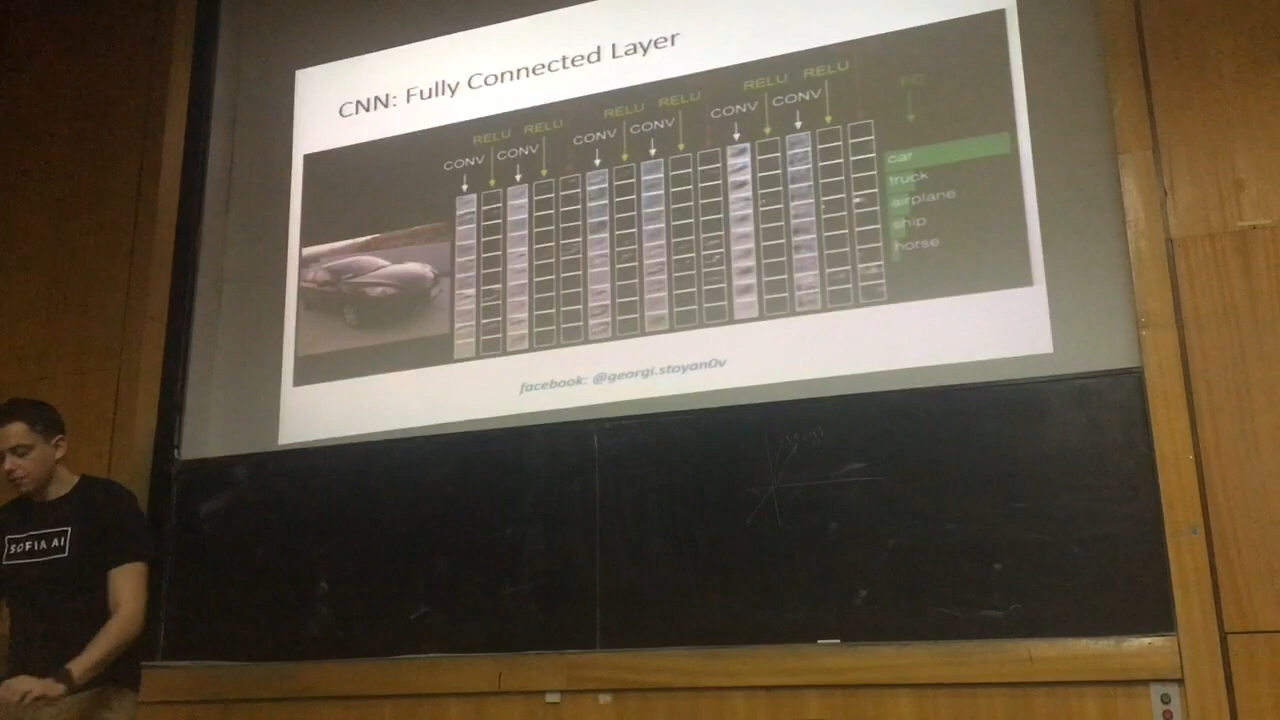 CNN: Fully Connected Layer
RELU RELU RELU RELU RELU RELU
CONV CONV CONV CONV CONV CONV
FC
car
truck
airplane
ship
horse
facebook: @georgi.stoyan0v
SOFIA AI